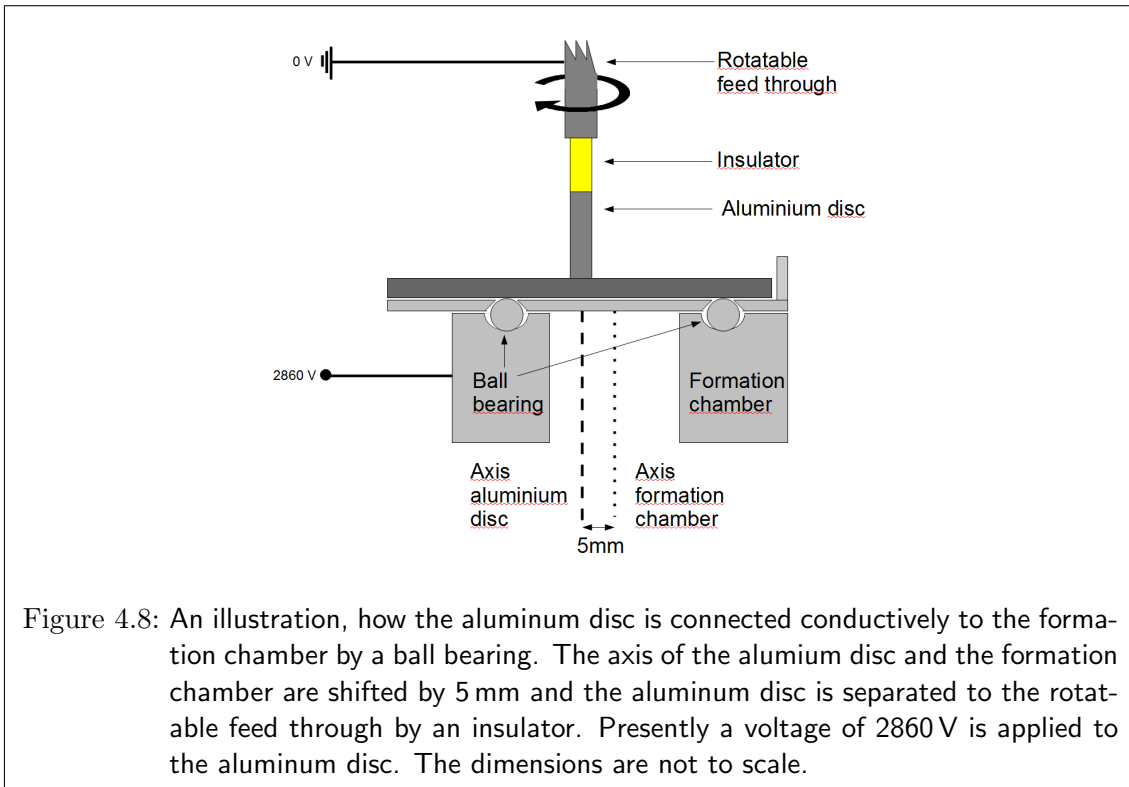 0 V
Rotatable
feed through
Insulator
Aluminium disc
2860 V
Ball
bearing
Formation
chamber
Axis
aluminium
disc
Axis
formation
chamber
5mm
Figure 4.8: An illustration, how the aluminum disc is connected conductively to the forma-
tion chamber by a ball bearing. The axis of the alumium disc and the formation
chamber are shifted by 5 mm and the aluminum disc is separated to the rotat-
able feed through by an insulator. Presently a voltage of 2860 V is applied to
the aluminum disc. The dimensions are not to scale.